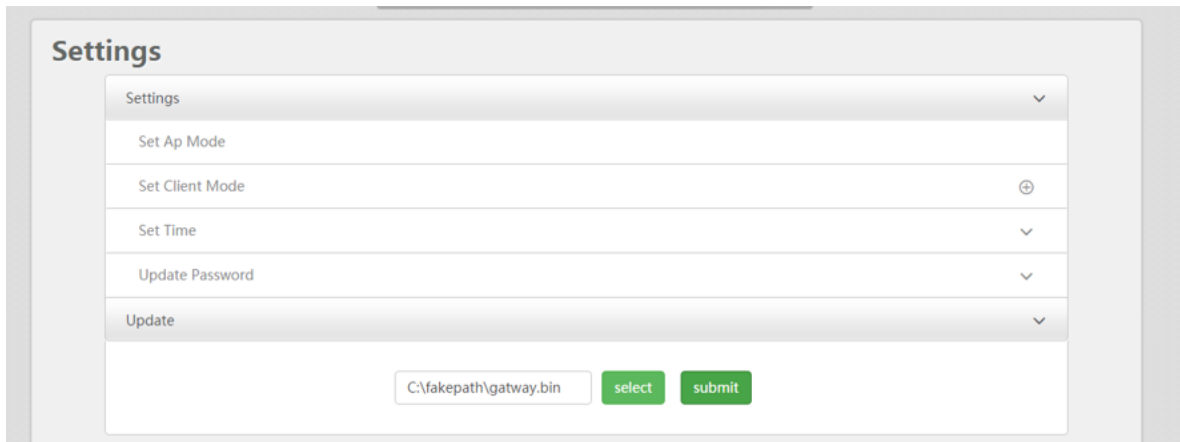 Settings
Settings
Set Ap Mode
Set Client Mode
Set Time
Update Password
Update
C:\fakepath\gatway.bin select submit